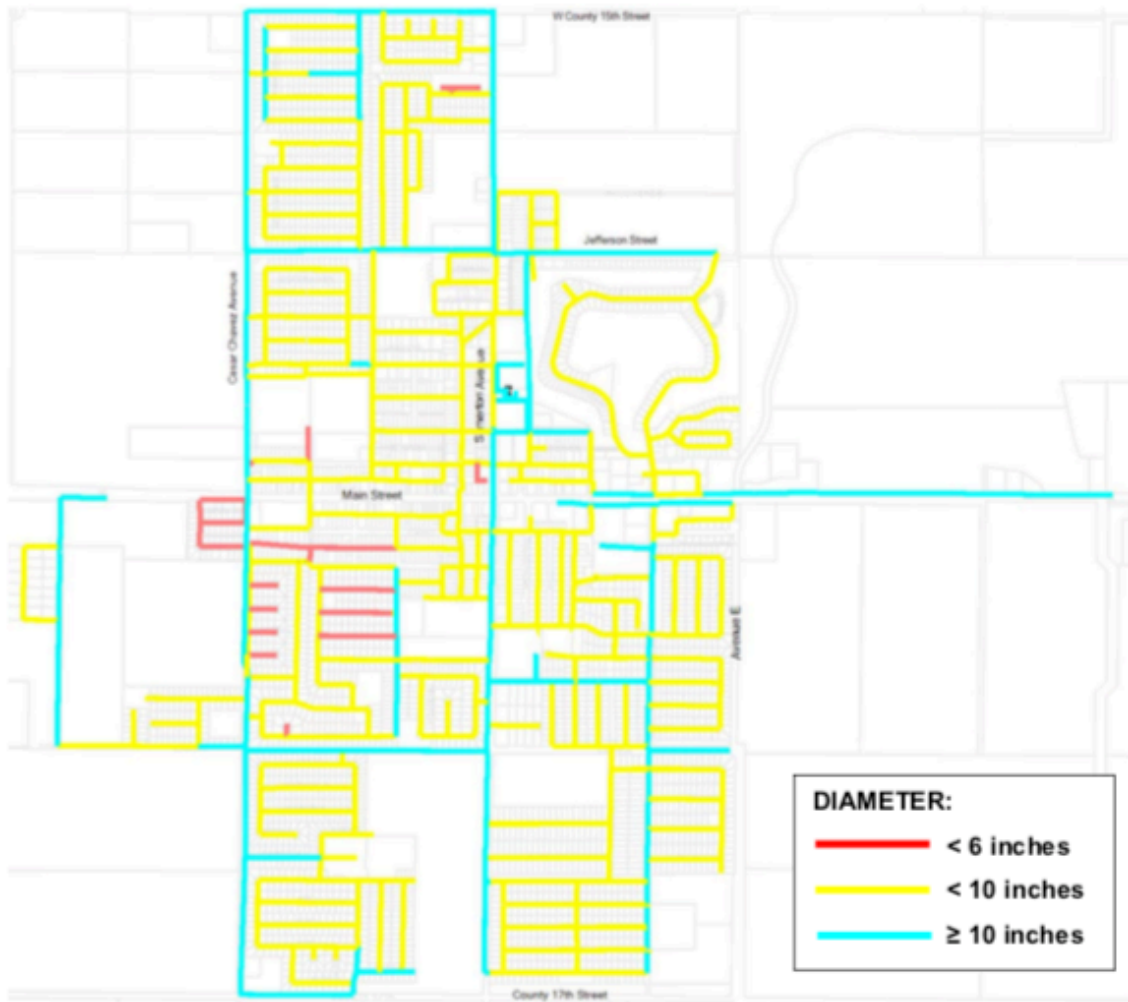 W County 15th Street
Jefferson Street
Cesar Chavez Avenue
Somerton Avenue
Main Street
Avenue E
DIAMETER:
< 6 inches
< 10 inches
≥ 10 inches
County 17th Street